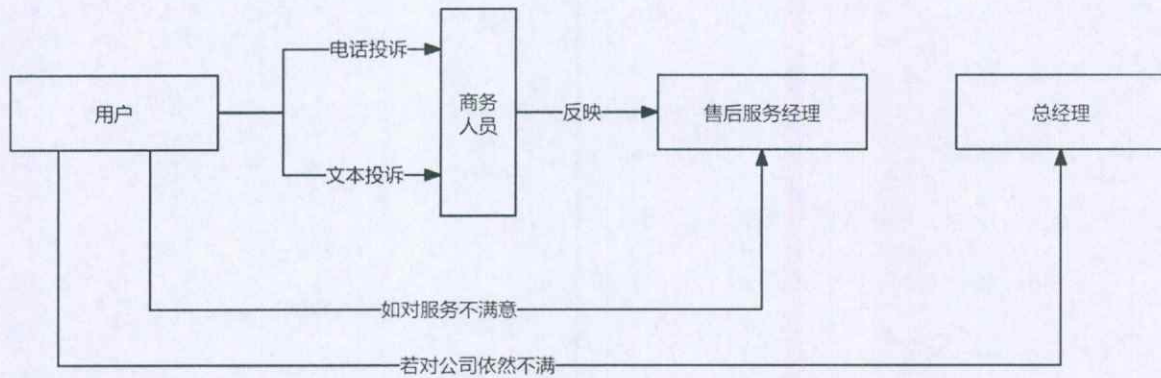 电话投诉
用户
商务
人员
反映
售后服务经理
总经理
文本投诉
如对服务不满意
若对公司依然不满